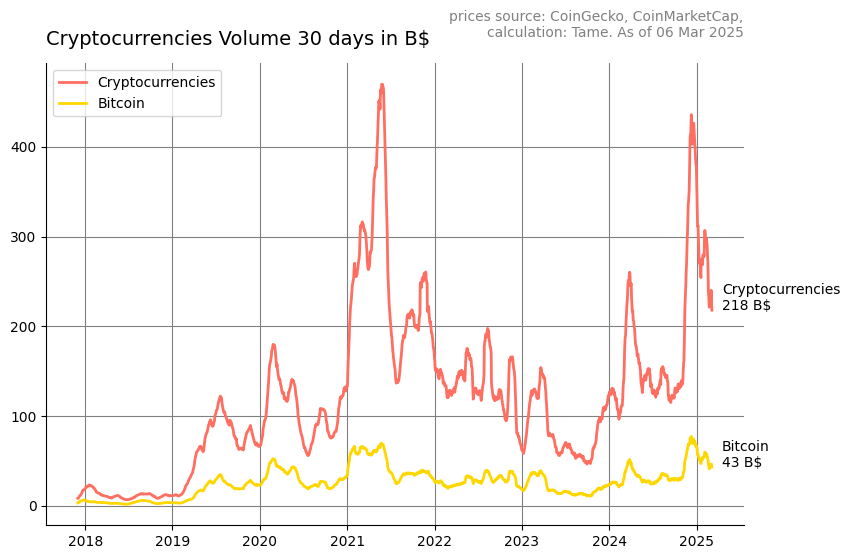 prices source: CoinGecko, CoinMarketCap,
calculation: Tame. As of 06 Mar 2025
Cryptocurrencies Volume 30 days in B$
Cryptocurrencies
Bitcoin
400
300
200
100
0
Cryptocurrencies
218 B$
Bitcoin
43 B$
2018 2019 2020 2021 2022 2023 2024 2025